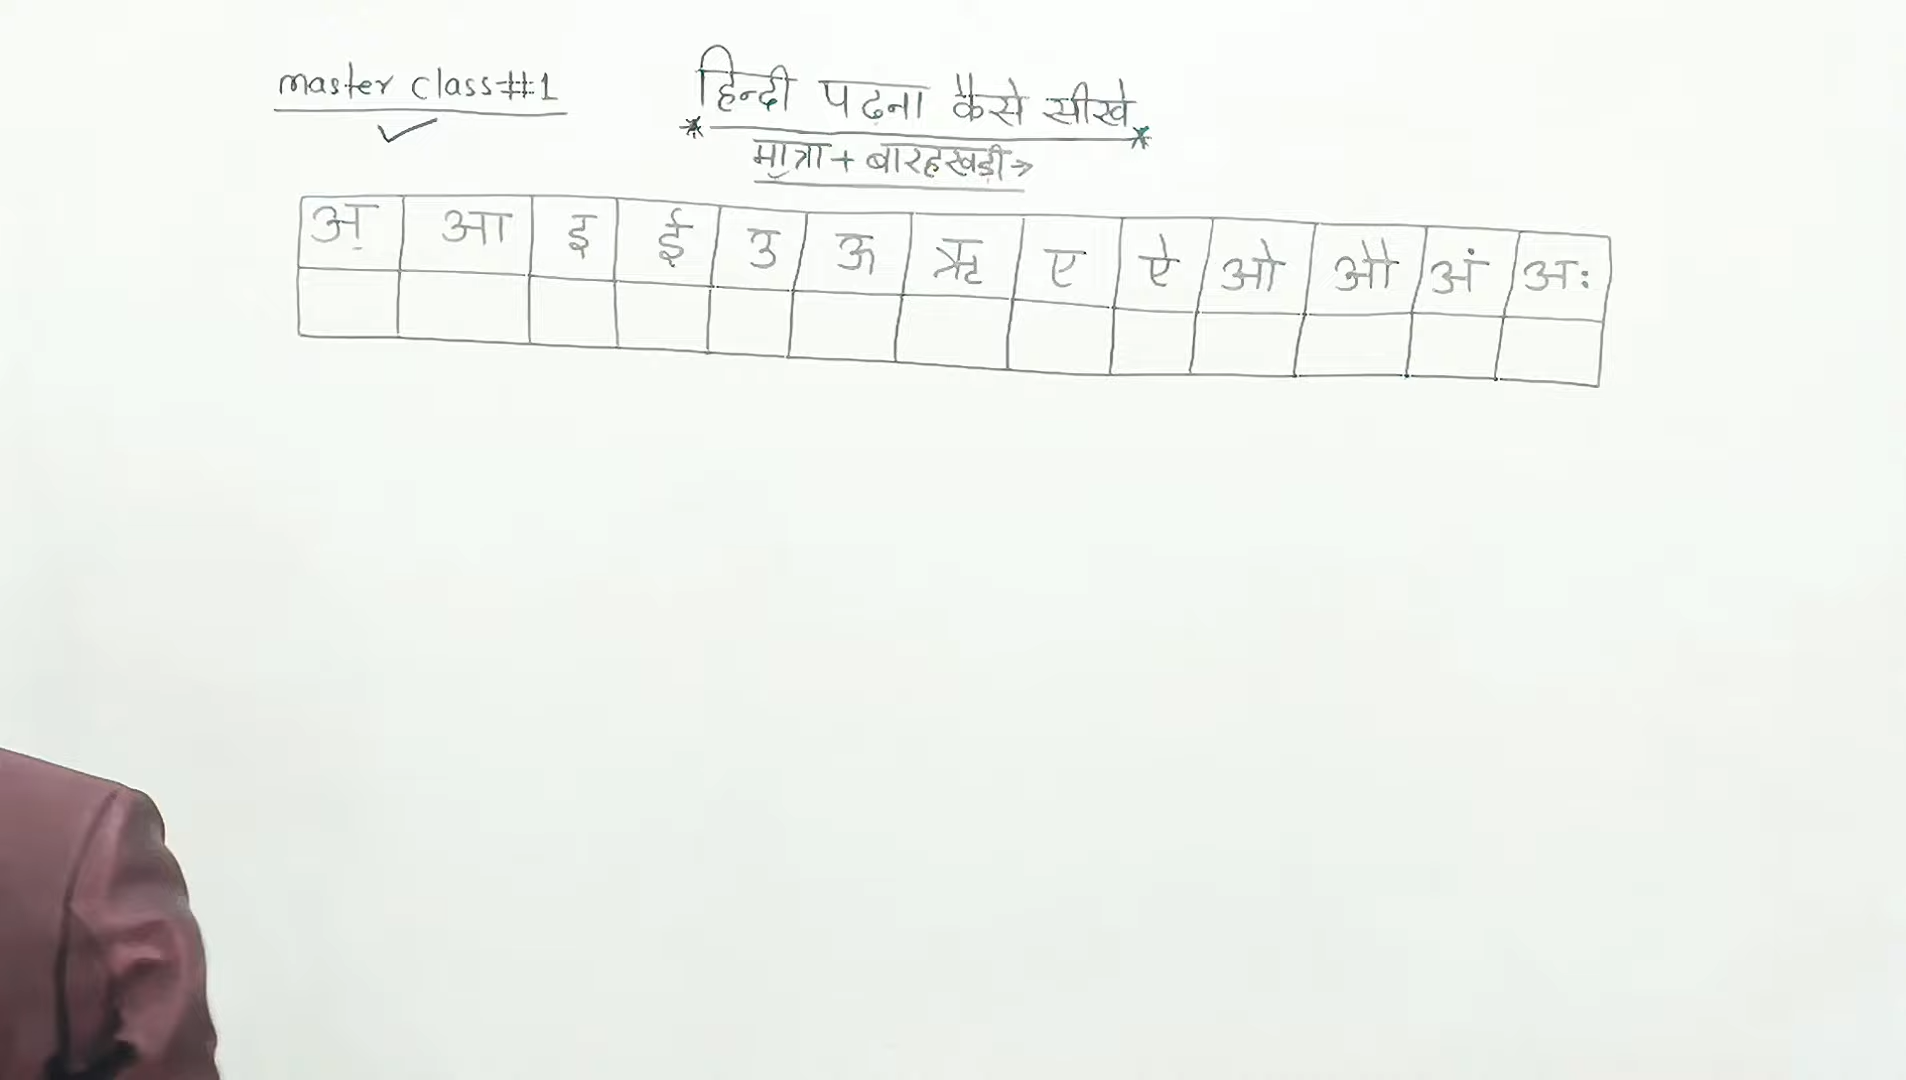 master class#1
हिन्दी पढ़ना कैसे सीखे
मात्रा + बारहखड़ी→
अ आ इ ई उ ऊ ऋ ए ऐ ओ औ अं अः